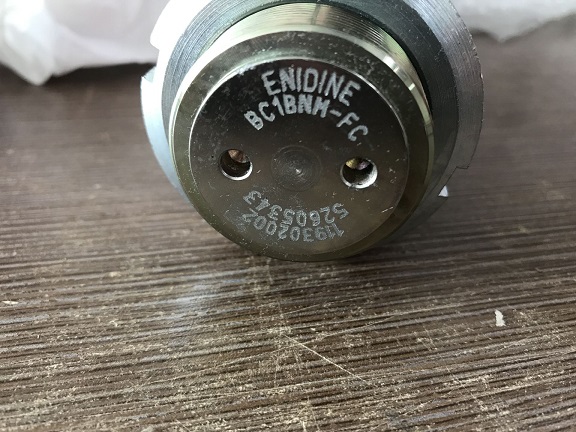 ENIDINE
BC1BNM-FC
119302002
52605343